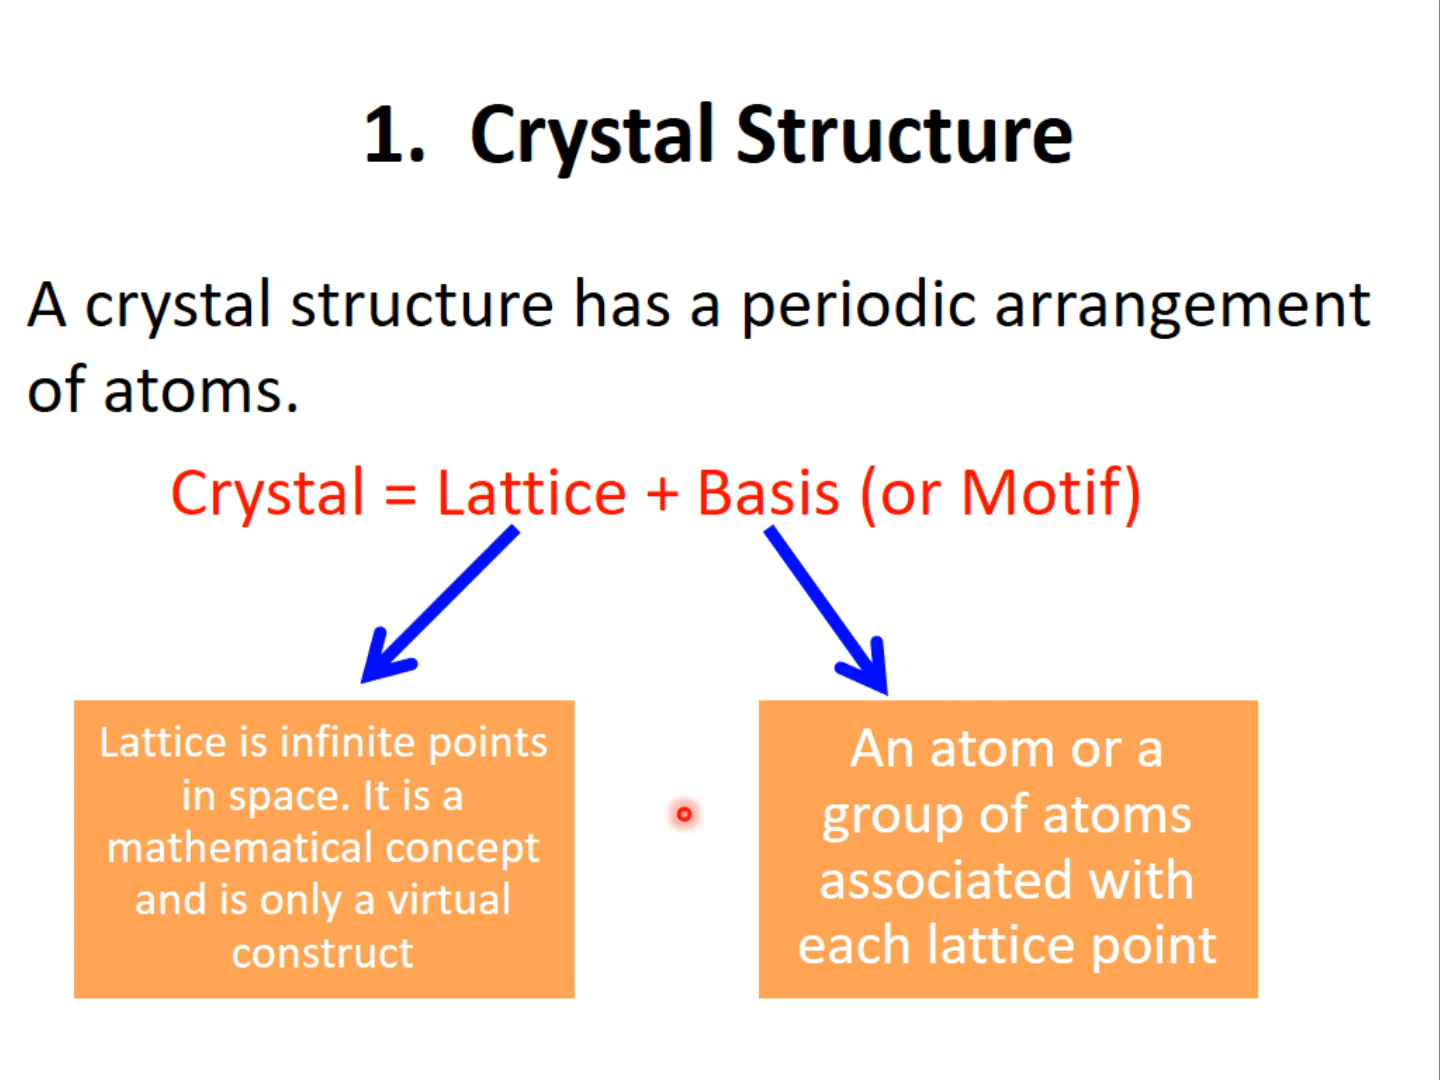 1. Crystal Structure
A crystal structure has a periodic arrangement
of atoms.
Crystal = Lattice + Basis (or Motif)
Lattice is infinite points
in space. It is a
mathematical concept
and is only a virtual
construct
An atom or a
group of atoms
associated with
each lattice point